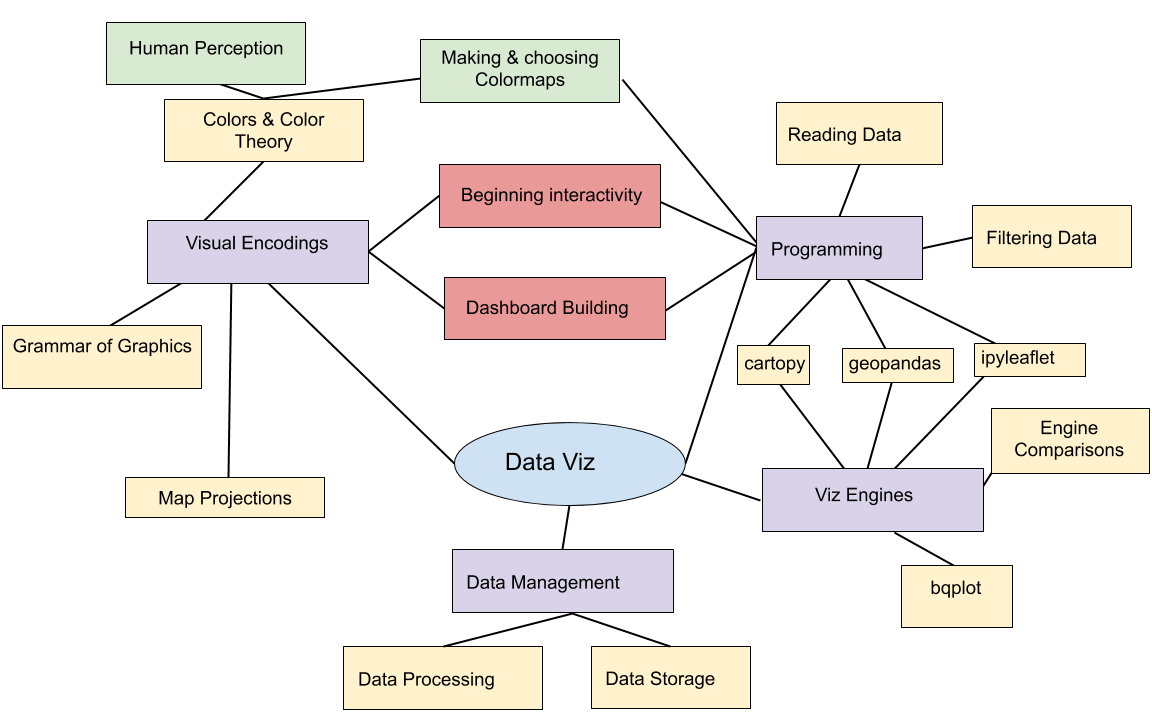 Human Perception
Making & choosing
Colormaps
Colors & Color
Theory
Reading Data
Beginning interactivity
Visual Encodings
Programming
Filtering Data
Dashboard Building
Grammar of Graphics
cartopy
geopandas
ipyleaflet
Engine
Comparisons
Data Viz
Map Projections
Viz Engines
Data Management
bqplot
Data Processing
Data Storage